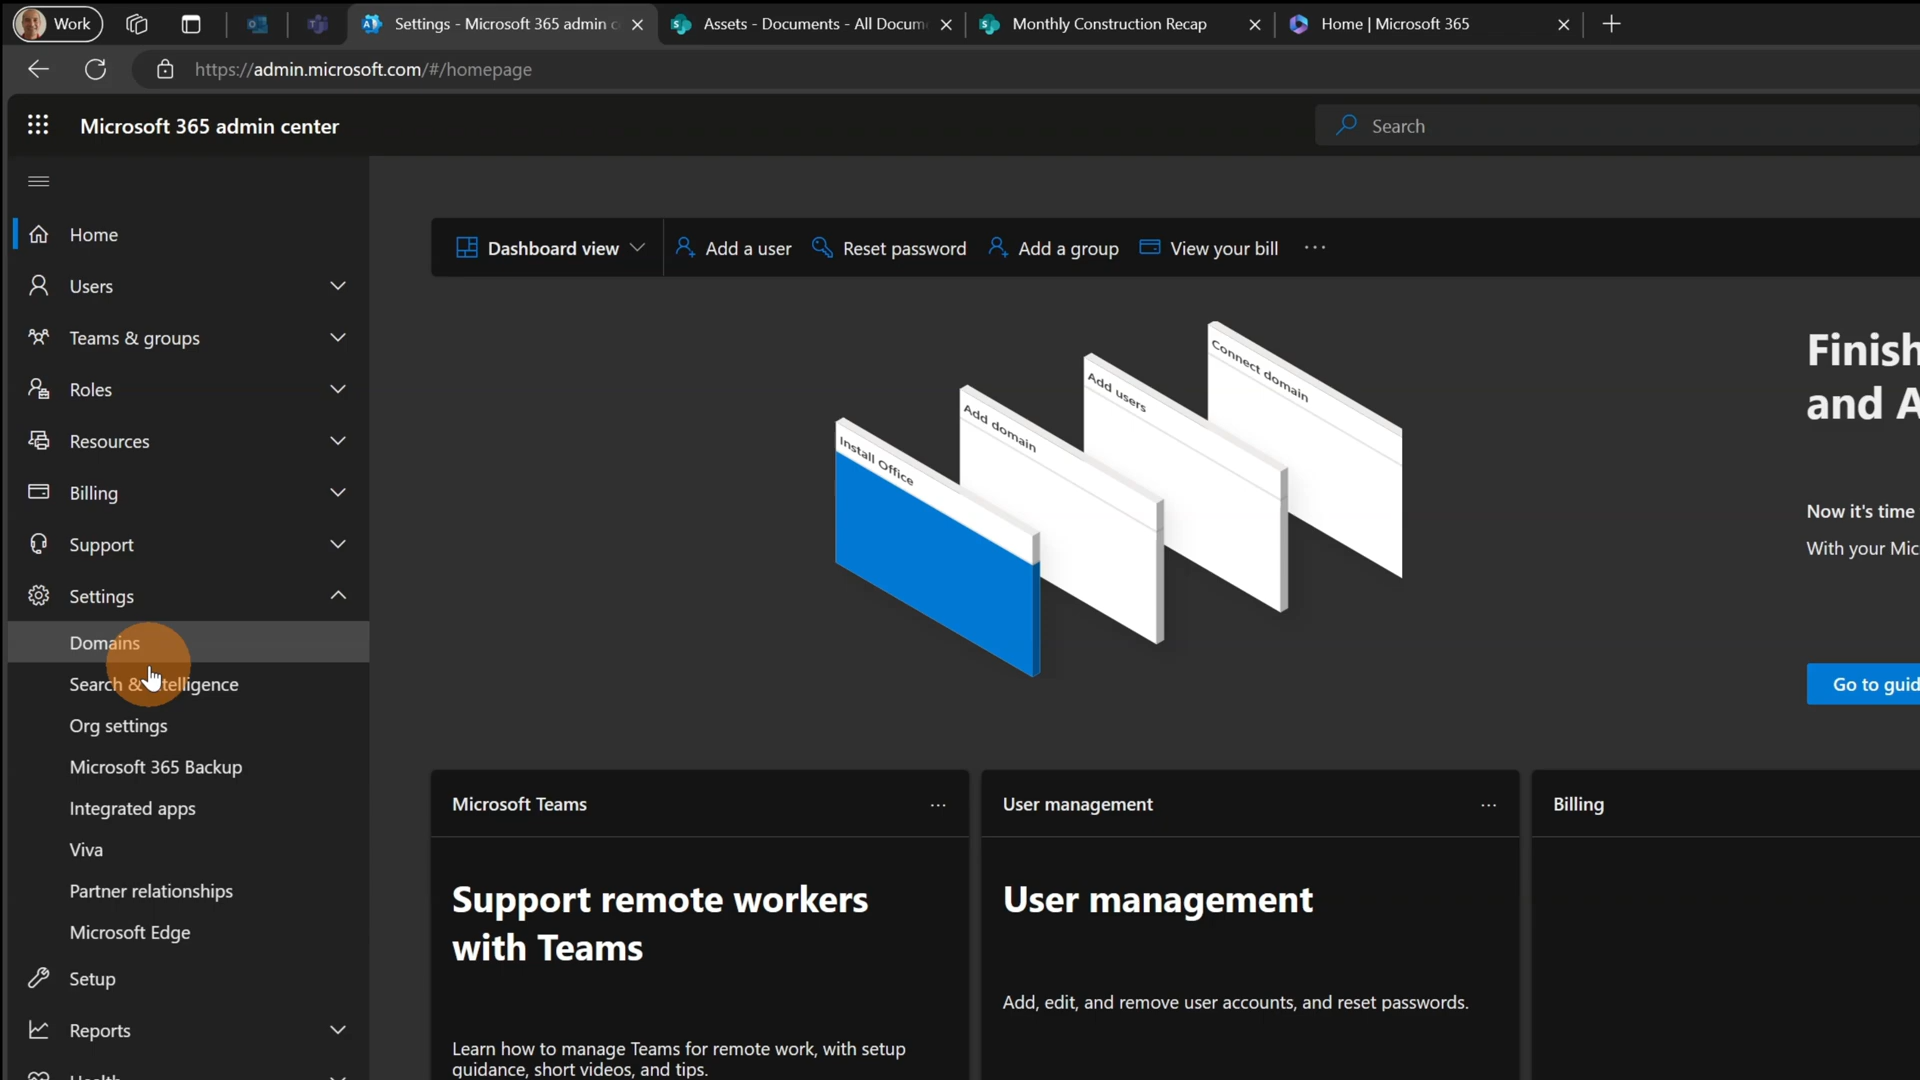 Work
Settings - Microsoft 365 admin c
Assets - Documents - All Docum
Monthly Construction Recap
Home | Microsoft 365
https://admin.microsoft.com/#/homepage
Microsoft 365 admin center
Search
Home
Users
Teams & groups
Roles
Resources
Billing
Support
Settings
Domains
Search & telligence
Org settings
Microsoft 365 Backup
Integrated apps
Viva
Partner relationships
Microsoft Edge
Setup
Reports
Dashboard view
Add a user
Reset password
Add a group
View your bill
Install Office
Add domain
Add users
Connect domain
Finish
and A
Now it's time
With your Mic
Go to guid
Microsoft Teams
Support remote workers
with Teams
Learn how to manage Teams for remote work, with setup
guidance, short videos, and tips.
User management
User management
Add, edit, and remove user accounts, and reset passwords.
Billing